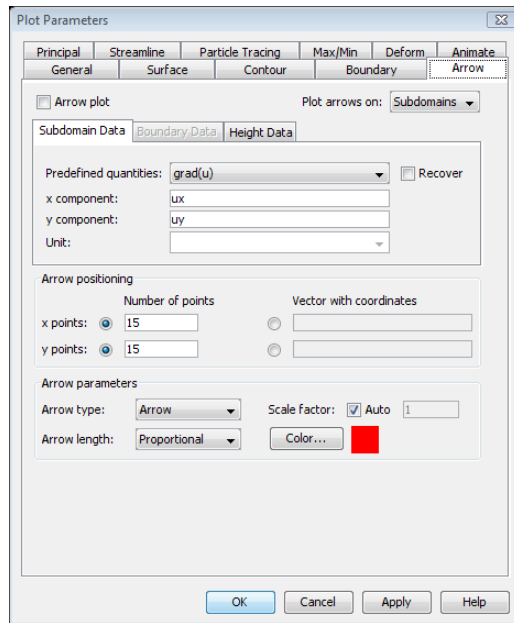 Plot Parameters
Principal Streamline Particle Tracing Max/Min Deform Animate
General Surface Contour Boundary Arrow
Arrow plot Plot arrows on: Subdomains
Subdomain Data Boundary Data Height Data
Predefined quantities: grad(u) Recover
x component: ux
y component: uy
Unit:
Arrow positioning
Number of points Vector with coordinates
x points: 15
y points: 15
Arrow parameters
Arrow type: Arrow Scale factor: Auto 1
Arrow length: Proportional Color...
OK Cancel Apply Help